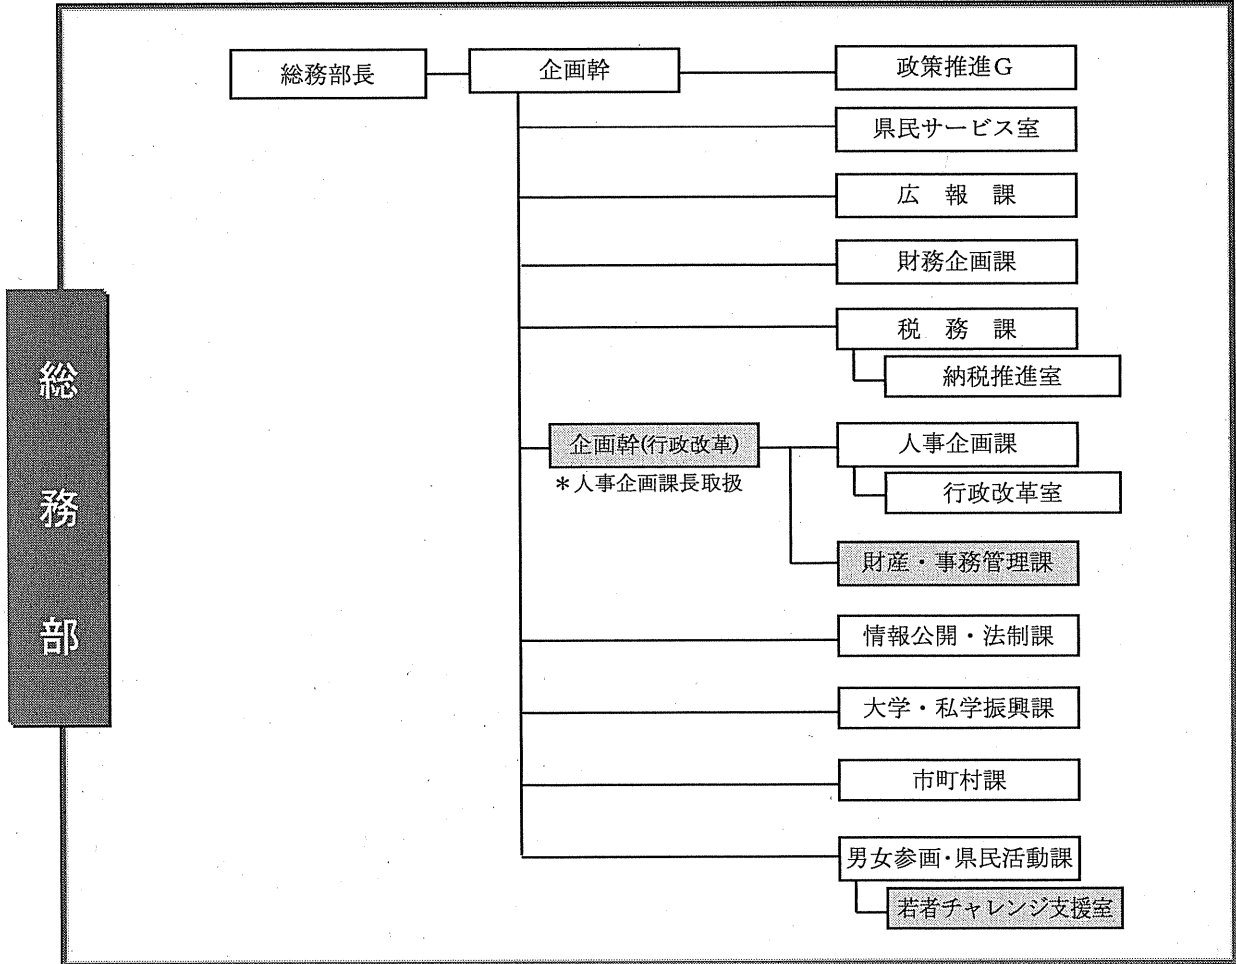 総務部
総務部長
企画幹
政策推進G
県民サービス室
広　報　課
財務企画課
税　務　課
納税推進室
企画幹(行政改革)
＊人事企画課長取扱
人事企画課
行政改革室
財産・事務管理課
情報公開・法制課
大学・私学振興課
市町村課
男女参画・県民活動課
若者チャレンジ支援室